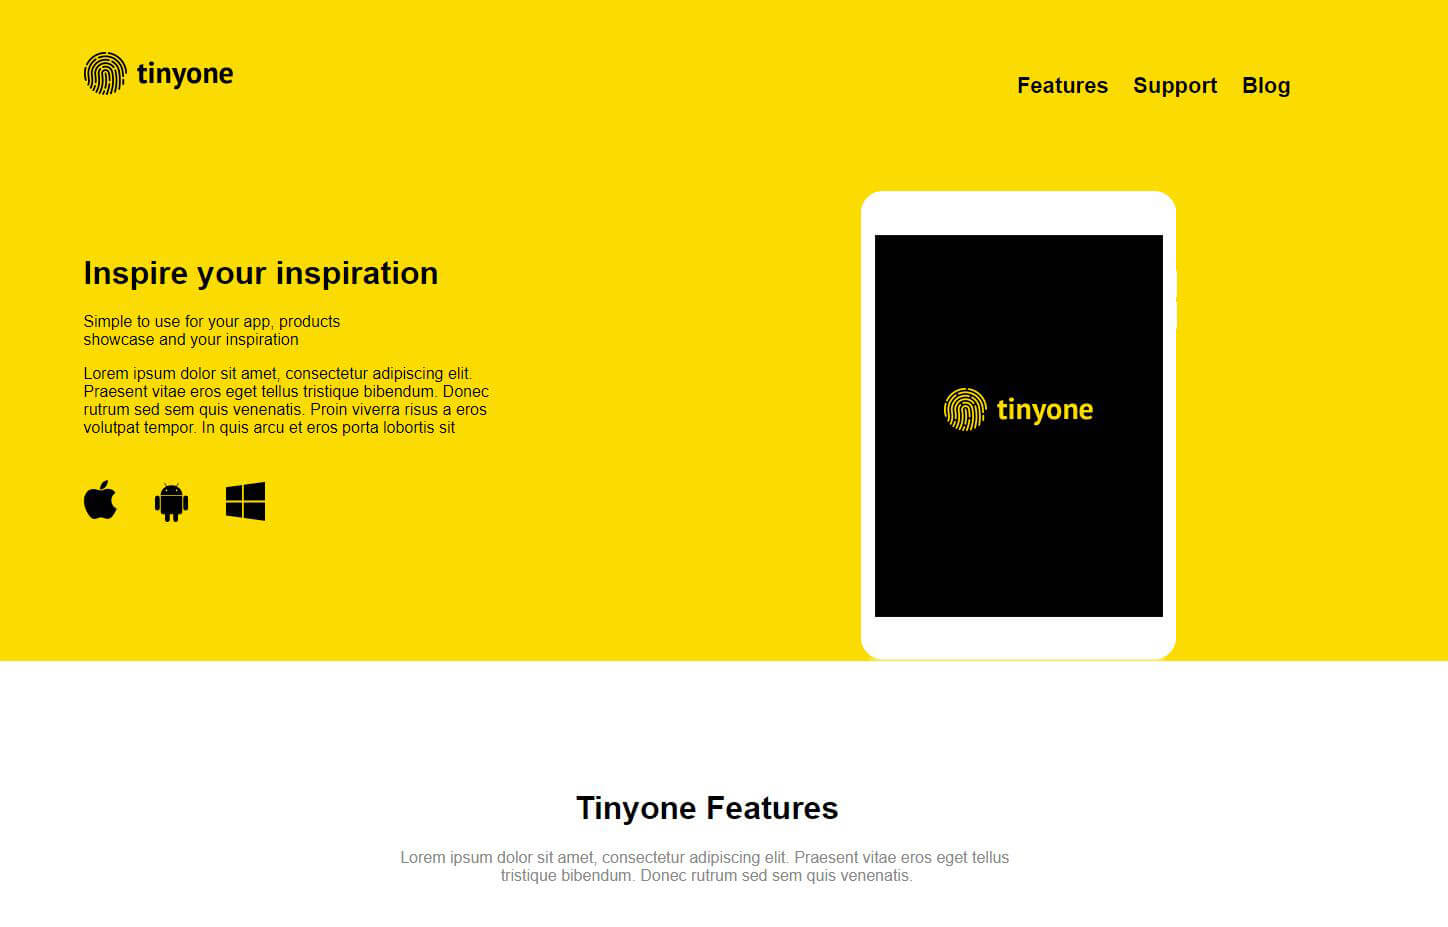 tinyone
Features Support Blog
Inspire your inspiration
Simple to use for your app, products
showcase and your inspiration
Lorem ipsum dolor sit amet, consectetur adipiscing elit.
Praesent vitae eros eget tellus tristique bibendum. Donec
rutrum sed sem quis venenatis. Proin viverra risus a eros
volutpat tempor. In quis arcu et eros porta lobortis sit
tinyone
Tinyone Features
Lorem ipsum dolor sit amet, consectetur adipiscing elit. Praesent vitae eros eget tellus
tristique bibendum. Donec rutrum sed sem quis venenatis.